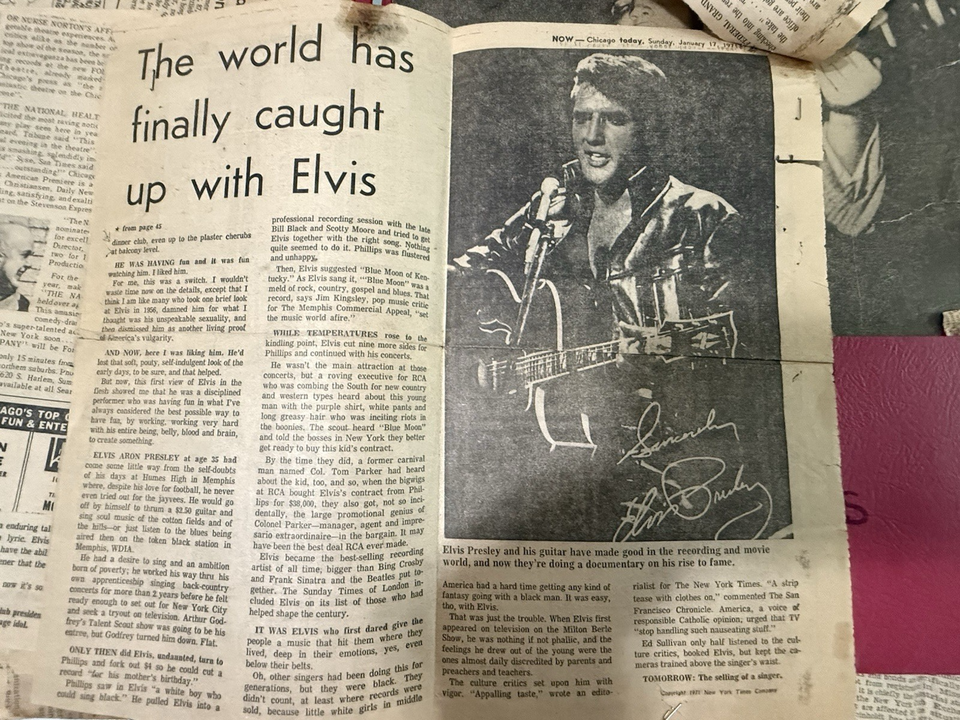 The world has
finally caught
up with Elvis
★ from page 45
dinner club, even up to the plaster cherubs
at balcony level.
HE WAS HAVING fun and it was fun
watching him. I liked him.
For me, this was a switch. I wouldn't
waste time now on the details, except that I
think I am like many who took one brief look
at Elvis in 1956, damned him for what I
thought was his unspeakable sexuality, and
then dismissed him as another living proof
of America's vulgarity.
AND NOW, here I was liking him. He'd
lost that soft, pouty, self-indulgent look of the
early days, to be sure, and that helped.
But now, this first view of Elvis in the
flesh showed me that he was a disciplined
performer who was having fun in what I've
always considered the best possible way to
have fun, by working, working very hard
with his entire being, belly, blood and brain,
to create something.
ELVIS ARON PRESLEY at age 35 had
come some little way from the self-doubts
of his days at Humes High in Memphis
where, despite his love for football, he never
even tried out for the jayvees. He would go
off by himself to thrum a $2.50 guitar and
sing soul music of the cotton fields and of
the hills—or just listen to the blues being
aired then on the token black station in
Memphis, WDIA.
He had a desire to sing and an ambition
born of poverty; he worked his way thru his
own apprenticeship singing back-country
concerts for more than 2 years before he felt
ready enough to set out for New York City
and seek a tryout on television. Arthur God-
frey's Talent Scout show was going to be his
entree, but Godfrey turned him down. Flat.
ONLY THEN did Elvis, undaunted, turn to
Phillips and fork out $4 so he could cut a
record "for his mother's birthday."
Phillips saw in Elvis "a white boy who
could sing black." He pulled Elvis into a
professional recording session with the late
Bill Black and Scotty Moore and tried to get
Elvis together with the right song. Nothing
quite seemed to do it. Phillips was flustered
and unhappy.
Then, Elvis suggested "Blue Moon of Ken-
tucky." As Elvis sang it, "'Blue Moon" was a
meld of rock, country, gospel and blues. That
record, says Jim Kingsley, pop music critic
for The Memphis Commercial Appeal, "set
the music world afire."
WHILE TEMPERATURES rose to the
kindling point, Elvis cut nine more sides for
Phillips and continued with his concerts.
He wasn't the main attraction at those
concerts, but a roving executive for RCA
who was combing the South for new country
and western types heard about this young
man with the purple shirt, white pants and
long greasy hair who was inciting riots in
the boonies. The scout heard "Blue Moon"
and told the bosses in New York they better
get ready to buy this kid's contract.
By the time they did, a former carnival
man named Col. Tom Parker had heard
about the kid, too, and so, when the bigwigs
at RCA bought Elvis's contract from Phil-
lips for $38,000, they also got, not so inci-
dentally, the large promotional genius of
Colonel Parker—manager, agent and impre-
sario extraordinaire—in the bargain. It may
have been the best deal RCA ever made.
Elvis became the best-selling recording
artist of all time; bigger than Bing Crosby
and Frank Sinatra and the Beatles put to-
gether. The Sunday Times of London in-
cluded Elvis on its list of those who had
helped shape the century.
IT WAS ELVIS who first dared give the
people a music that hit them where they
lived, deep in their emotions, yes, even
below their belts.
Oh, other singers had been doing this for
generations, but they were black. They
didn't count, at least where records were
sold, because little white girls in middle
NOW — Chicago today, Sunday, January 17, 1971
Sincerely
Elvis Presley
Elvis Presley and his guitar have made good in the recording and movie
world, and now they're doing a documentary on his rise to fame.
America had a hard time getting any kind of
fantasy going with a black man. It was easy,
tho, with Elvis.
That was just the trouble. When Elvis first
appeared on television on the Milton Berle
Show, he was nothing if not phallic, and the
feelings he drew out of the young were the
ones almost daily discredited by parents and
preachers and teachers.
The culture critics set upon him with
vigor. "Appalling taste," wrote an edito-
rialist for The New York Times. "A strip
tease with clothes on," commented The San
Francisco Chronicle. America, a voice of
responsible Catholic opinion, urged that TV
"stop handling such nauseating stuff."
Ed Sullivan only half listened to the cul-
ture critics, booked Elvis, but kept the ca-
meras trained above the singer's waist.
TOMORROW: The selling of a singer.
Copyright 1971 New York Times Company
OR NURSE NORTON'S AFF
"THE NATIONAL HEALT
on the Stevenson Expres
AGO'S TOP
FUN & ENTE